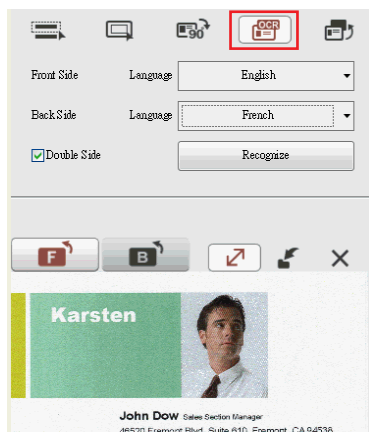 90°
OCR
Front Side Language English
Back Side Language French
Double Side Recognize
F B
Karsten
John Dow Sales Section Manager
46520 Fremont Blvd, Suite 610, Fremont, CA 94538